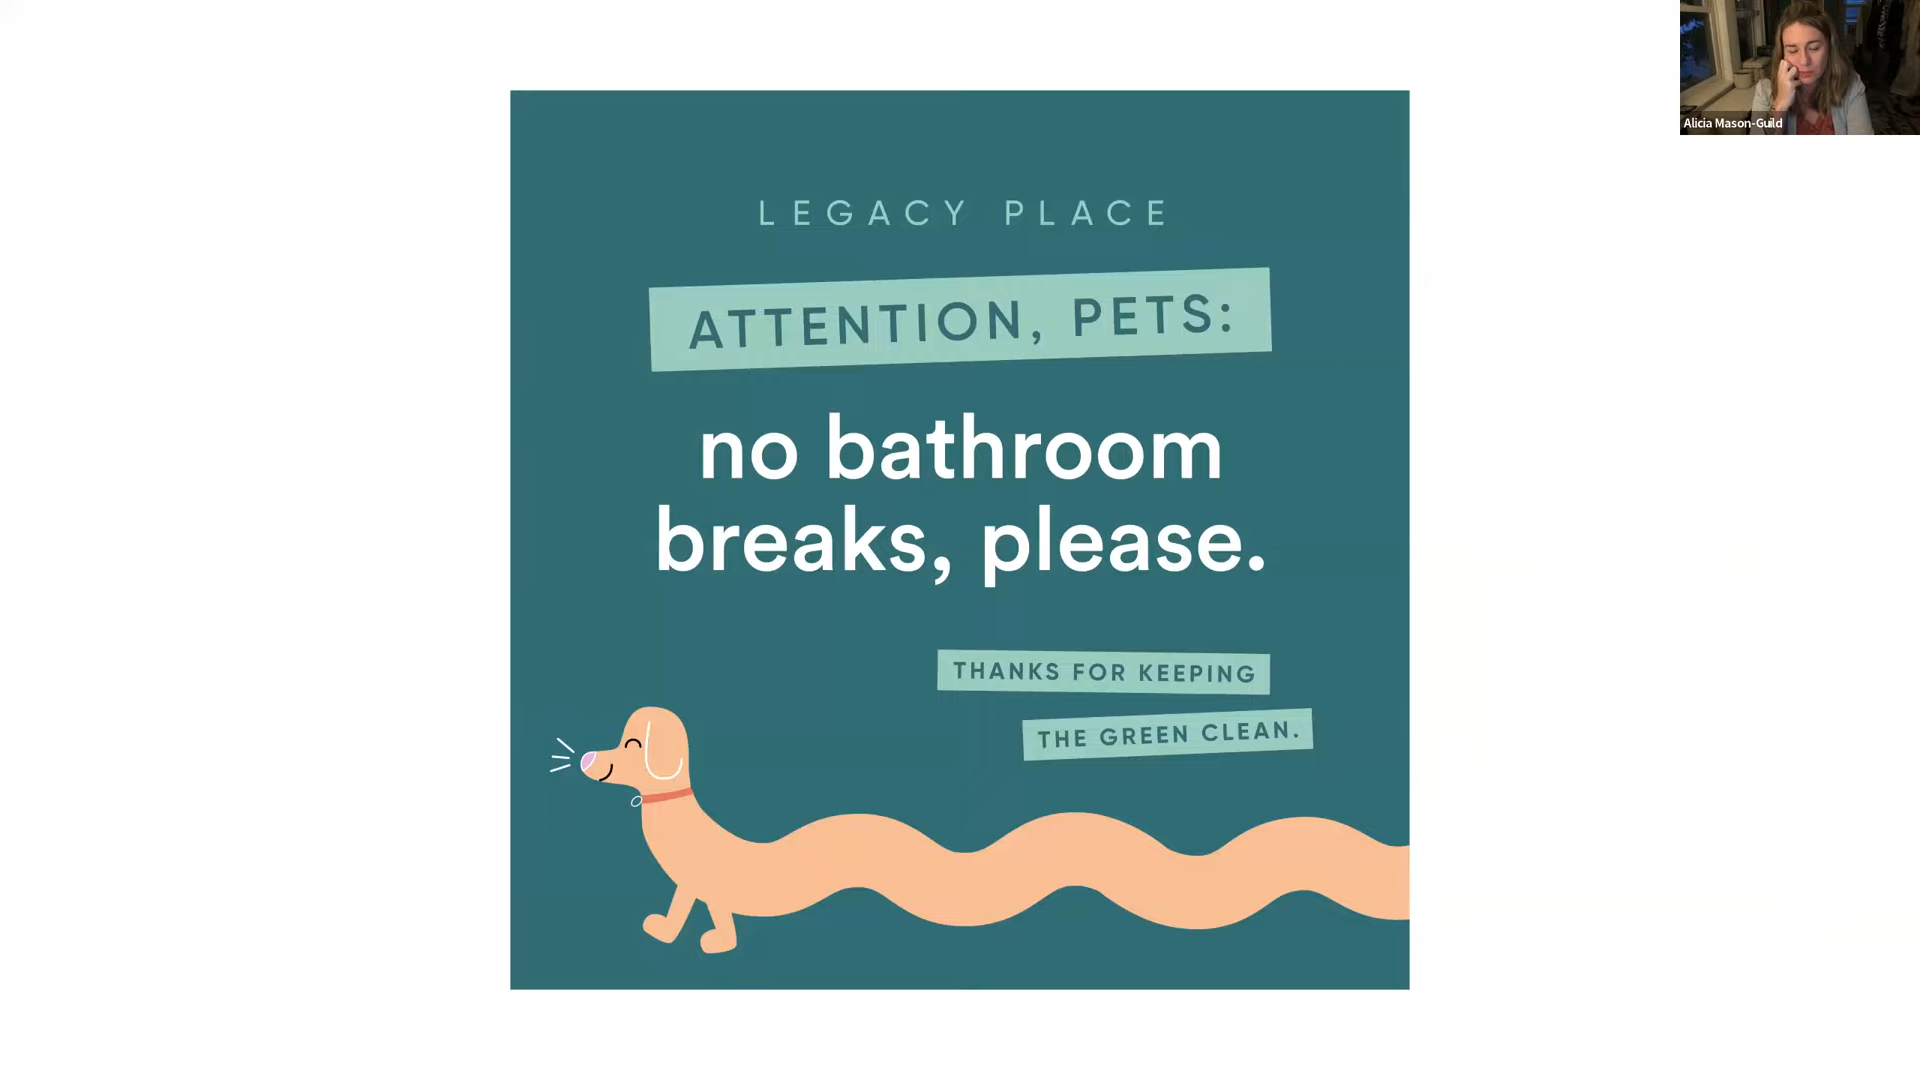 LEGACY PLACE
ATTENTION, PETS:
no bathroom
breaks, please.
THANKS FOR KEEPING
THE GREEN CLEAN.
Alicia Mason-Guild